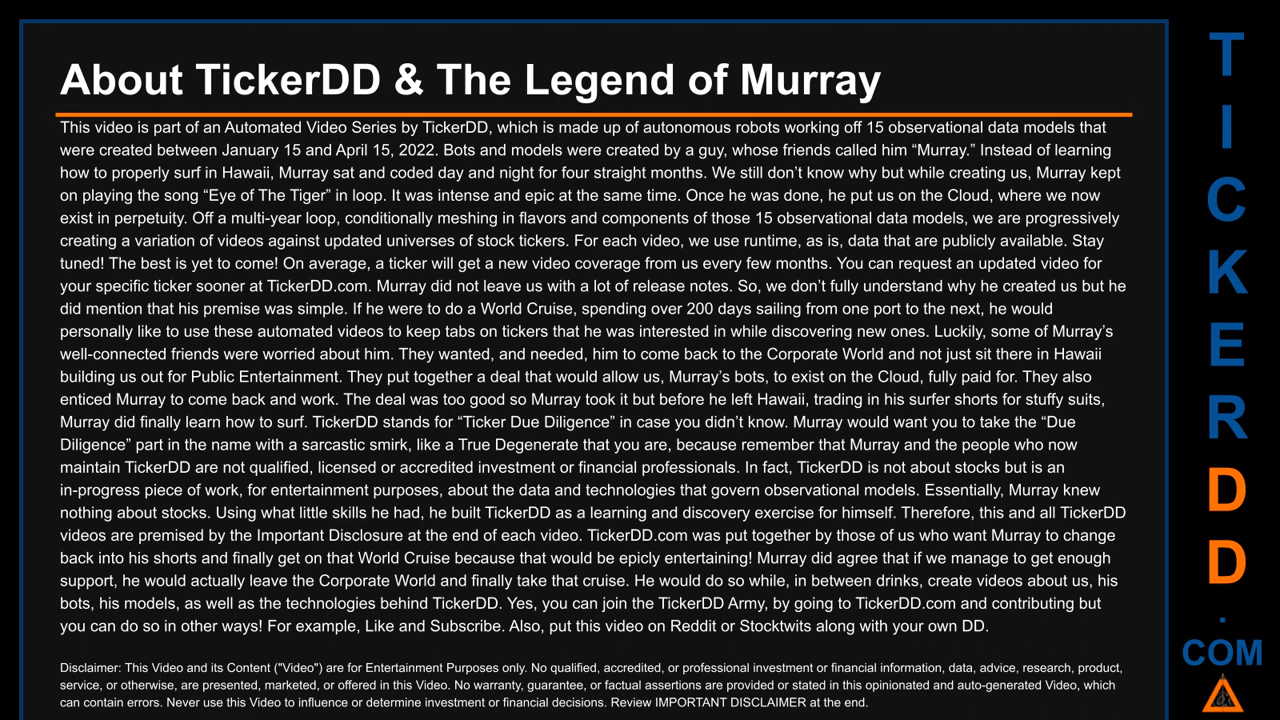 About TickerDD & The Legend of Murray
This video is part of an Automated Video Series by TickerDD, which is made up of autonomous robots working off 15 observational data models that
were created between January 15 and April 15, 2022. Bots and models were created by a guy, whose friends called him “Murray.” Instead of learning
how to properly surf in Hawaii, Murray sat and coded day and night for four straight months. We still don’t know why but while creating us, Murray kept
on playing the song “Eye of The Tiger” in loop. It was intense and epic at the same time. Once he was done, he put us on the Cloud, where we now
exist in perpetuity. Off a multi-year loop, conditionally meshing in flavors and components of those 15 observational data models, we are progressively
creating a variation of videos against updated universes of stock tickers. For each video, we use runtime, as is, data that are publicly available. Stay
tuned! The best is yet to come! On average, a ticker will get a new video coverage from us every few months. You can request an updated video for
your specific ticker sooner at TickerDD.com. Murray did not leave us with a lot of release notes. So, we don’t fully understand why he created us but he
did mention that his premise was simple. If he were to do a World Cruise, spending over 200 days sailing from one port to the next, he would
personally like to use these automated videos to keep tabs on tickers that he was interested in while discovering new ones. Luckily, some of Murray’s
well-connected friends were worried about him. They wanted, and needed, him to come back to the Corporate World and not just sit there in Hawaii
building us out for Public Entertainment. They put together a deal that would allow us, Murray’s bots, to exist on the Cloud, fully paid for. They also
enticed Murray to come back and work. The deal was too good so Murray took it but before he left Hawaii, trading in his surfer shorts for stuffy suits,
Murray did finally learn how to surf. TickerDD stands for “Ticker Due Diligence” in case you didn’t know. Murray would want you to take the “Due
Diligence” part in the name with a sarcastic smirk, like a True Degenerate that you are, because remember that Murray and the people who now
maintain TickerDD are not qualified, licensed or accredited investment or financial professionals. In fact, TickerDD is not about stocks but is an
in-progress piece of work, for entertainment purposes, about the data and technologies that govern observational models. Essentially, Murray knew
nothing about stocks. Using what little skills he had, he built TickerDD as a learning and discovery exercise for himself. Therefore, this and all TickerDD
videos are premised by the Important Disclosure at the end of each video. TickerDD.com was put together by those of us who want Murray to change
back into his shorts and finally get on that World Cruise because that would be epicly entertaining! Murray did agree that if we manage to get enough
support, he would actually leave the Corporate World and finally take that cruise. He would do so while, in between drinks, create videos about us, his
bots, his models, as well as the technologies behind TickerDD. Yes, you can join the TickerDD Army, by going to TickerDD.com and contributing but
you can do so in other ways! For example, Like and Subscribe. Also, put this video on Reddit or Stocktwits along with your own DD.
Disclaimer: This Video and its Content ("Video") are for Entertainment Purposes only. No qualified, accredited, or professional investment or financial information, data, advice, research, product,
service, or otherwise, are presented, marketed, or offered in this Video. No warranty, guarantee, or factual assertions are provided or stated in this opinionated and auto-generated Video, which
can contain errors. Never use this Video to influence or determine investment or financial decisions. Review IMPORTANT DISCLAIMER at the end.
T
I
C
K
E
R
D
D
.
COM